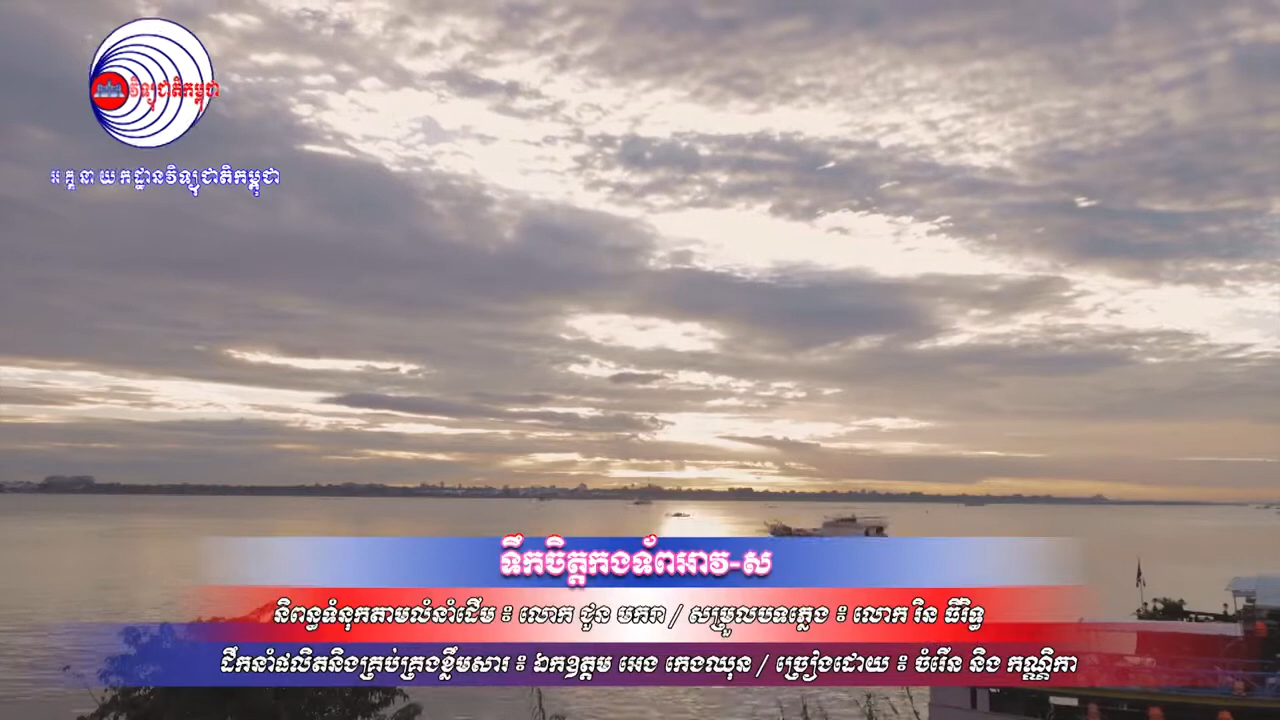 វិទ្យុជាតិកម្ពុជា
អគ្គនាយកដ្ឋានវិទ្យុជាតិកម្ពុជា
ទឹកចិត្តកងទ័ពអាវ-ស
និពន្ធទំនុកតាមលំនាំដើម ៖ លោក ជួន មករា / សម្រួលបទភ្លេង ៖ លោក រិន ធីរិទ្ធ
ដឹកនាំផលិតនិងគ្រប់គ្រងខ្លឹមសារ ៖ ឯកឧត្តម អេង កេងឈុន / ច្រៀងដោយ ៖ ចំរើន និង កណ្ណិកា